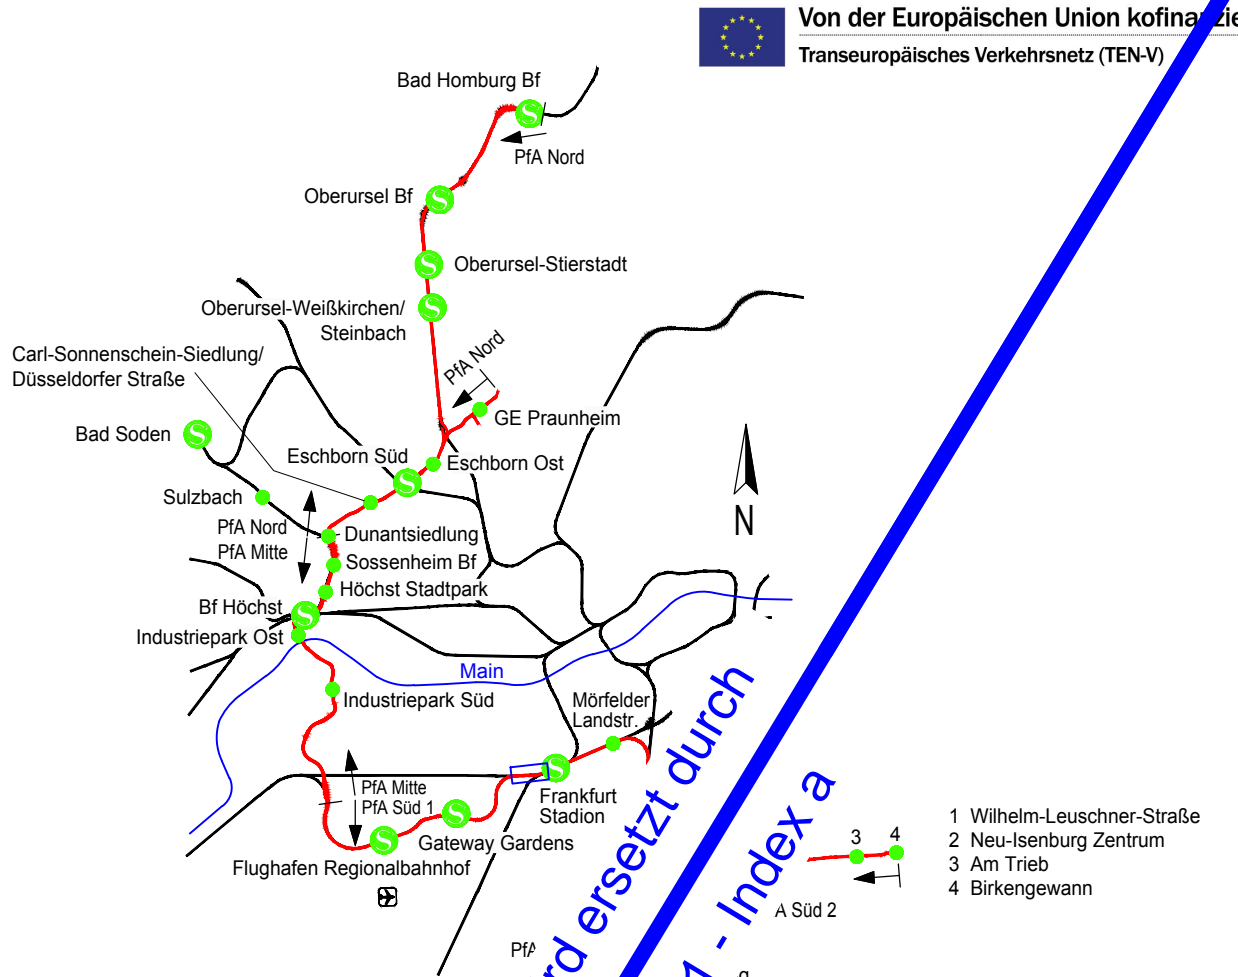 Von der Europäischen Union kofinanzie
Transeuropäisches Verkehrsnetz (TEN-V)
Bad Homburg Bf
PfA Nord
Oberursel Bf
Oberursel-Stierstadt
Oberursel-Weißkirchen/
Steinbach
Carl-Sonnenschein-Siedlung/
Düsseldorfer Straße
PfA Nord
GE Praunheim
Bad Soden
Eschborn Süd
Eschborn Ost
Sulzbach
PfA Nord
PfA Mitte
Dunantsiedlung
N
Sossenheim Bf
Höchst Stadtpark
Bf Höchst
Industriepark Ost
Main
Industriepark Süd
Mörfelder
Landstr.
PfA Mitte
PfA Süd 1
Frankfurt
Stadion
Gateway Gardens
Flughafen Regionalbahnhof
rd ersetzt durch
1 - Index a
3 4
A Süd 2
PfA
1 Wilhelm-Leuschner-Straße
2 Neu-Isenburg Zentrum
3 Am Trieb
4 Birkengewann